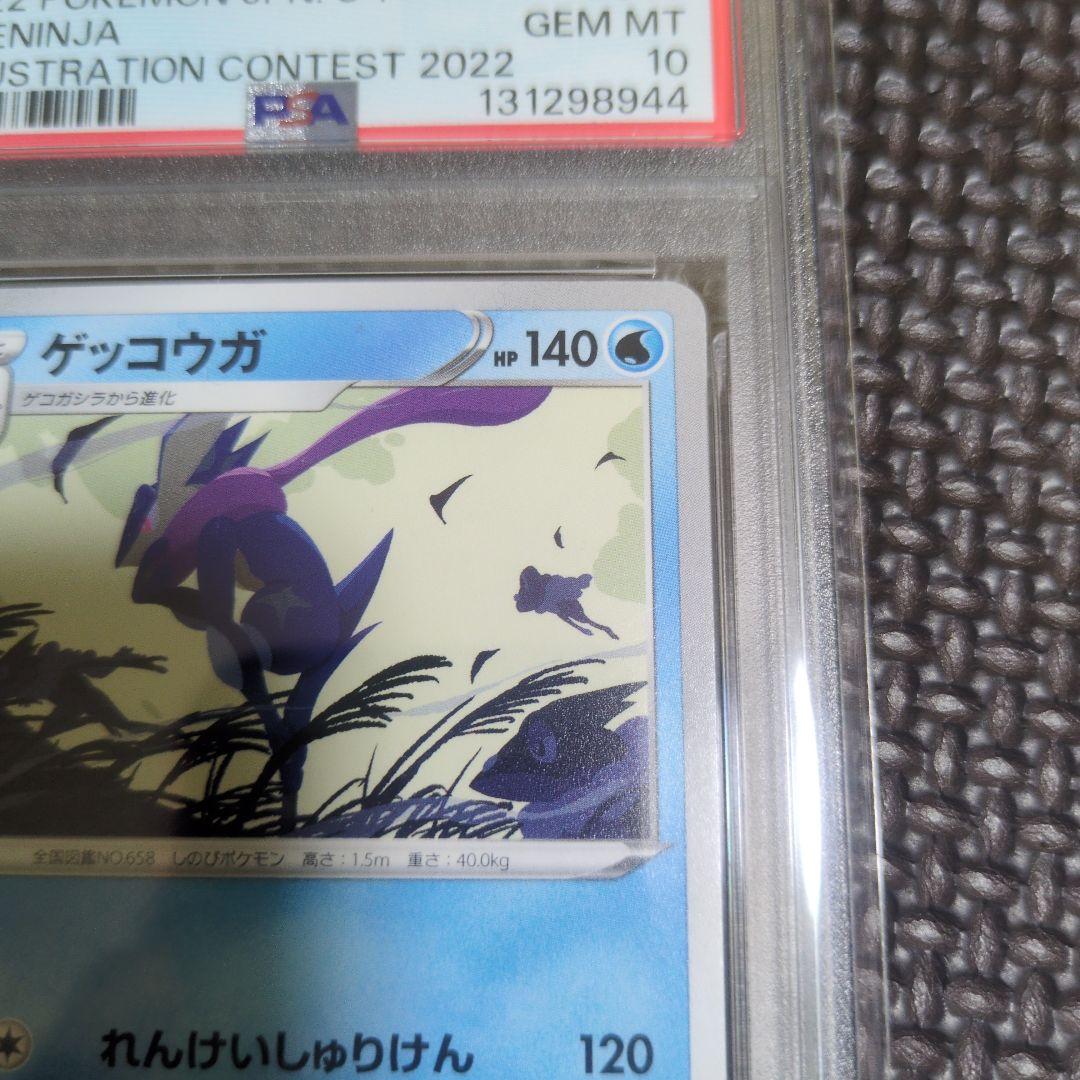 GEM MT
ENINJA
USTRATION CONTEST 2022 10
PSA 131298944
ゲッコウガ HP 140
ゲコガシラから進化
全国図鑑NO.658 しのびポケモン 高さ:1.5m 重さ:40.0kg
れんけいしゅりけん 120